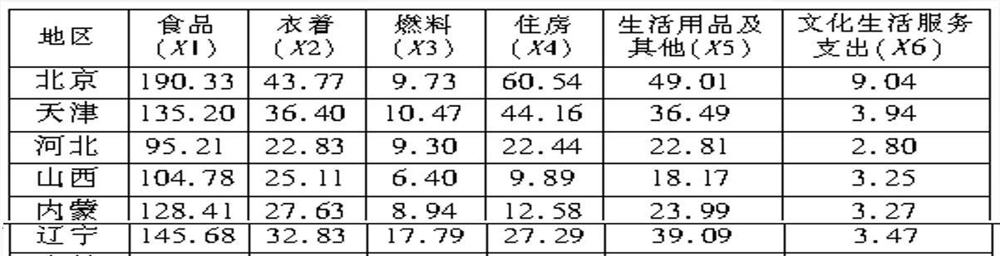 地区 食品 衣着 燃料 住房 生活用品及 文化生活服务
(X1) (X2) (X3) (X4) 其他(X5) 支出(X6)
北京 190.33 43.77 9.73 60.54 49.01 9.04
天津 135.20 36.40 10.47 44.16 36.49 3.94
河北 95.21 22.83 9.30 22.44 22.81 2.80
山西 104.78 25.11 6.40 9.89 18.17 3.25
内蒙 128.41 27.63 8.94 12.58 23.99 3.27
辽宁 145.68 32.83 17.79 27.29 39.09 3.47